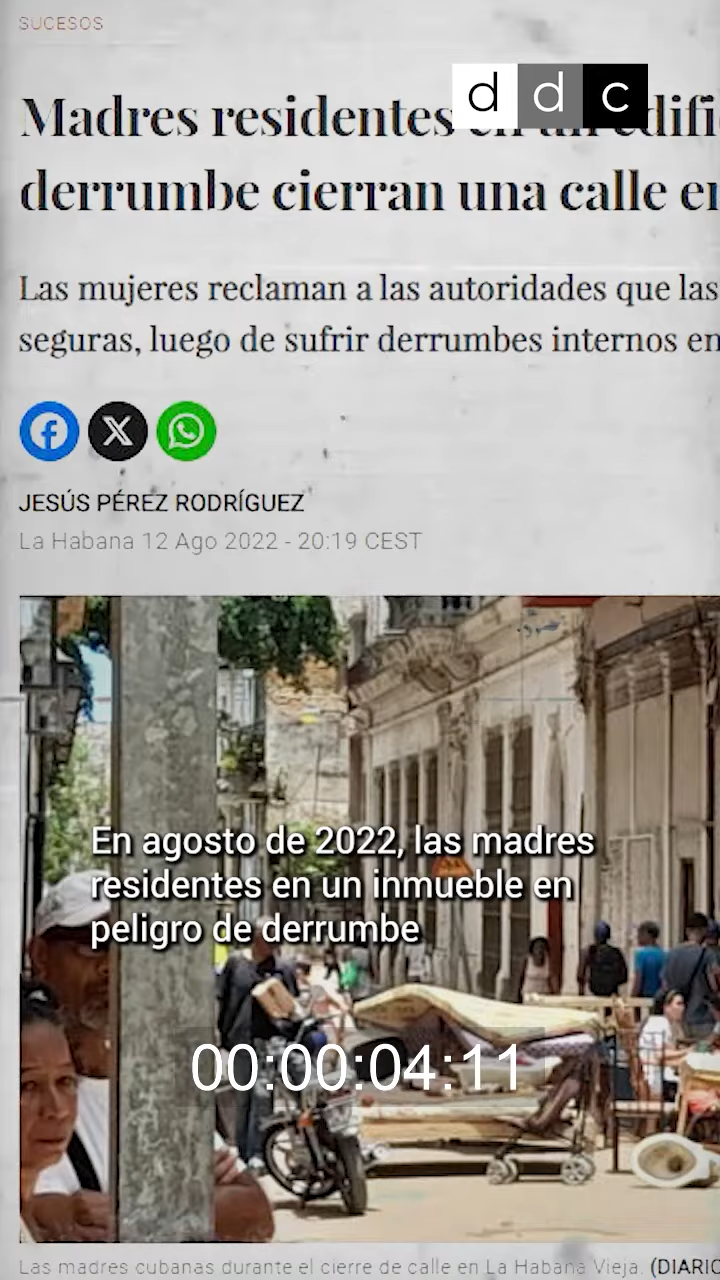 SUCESOS
d d c
Madres residentes en un edifi
derrumbe cierran una calle en
Las mujeres reclaman a las autoridades que las
seguras, luego de sufrir derrumbes internos en
JESÚS PÉREZ RODRÍGUEZ
La Habana 12 Ago 2022 - 20:19 CEST
En agosto de 2022, las madres
residentes en un inmueble en
peligro de derrumbe
00:00:04:11
Las madres cubanas durante el cierre de calle en La Habana Vieja. (DIARIO